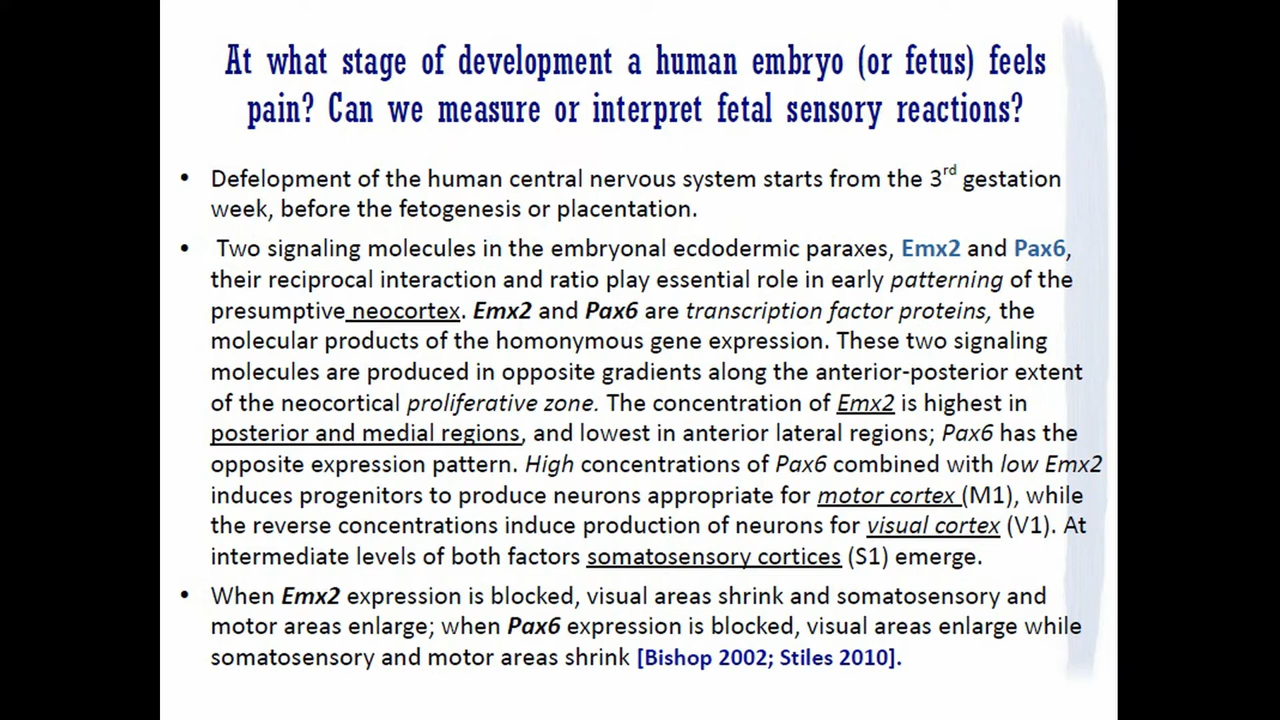 At what stage of development a human embryo (or fetus) feels
pain? Can we measure or interpret fetal sensory reactions?
• Defelopment of the human central nervous system starts from the 3rd gestation
week, before the fetogenesis or placentation.
• Two signaling molecules in the embryonal ecdodermic paraxes, Emx2 and Pax6,
their reciprocal interaction and ratio play essential role in early patterning of the
presumptive neocortex. Emx2 and Pax6 are transcription factor proteins, the
molecular products of the homonymous gene expression. These two signaling
molecules are produced in opposite gradients along the anterior-posterior extent
of the neocortical proliferative zone. The concentration of Emx2 is highest in
posterior and medial regions, and lowest in anterior lateral regions; Pax6 has the
opposite expression pattern. High concentrations of Pax6 combined with low Emx2
induces progenitors to produce neurons appropriate for motor cortex (M1), while
the reverse concentrations induce production of neurons for visual cortex (V1). At
intermediate levels of both factors somatosensory cortices (S1) emerge.
• When Emx2 expression is blocked, visual areas shrink and somatosensory and
motor areas enlarge; when Pax6 expression is blocked, visual areas enlarge while
somatosensory and motor areas shrink [Bishop 2002; Stiles 2010].